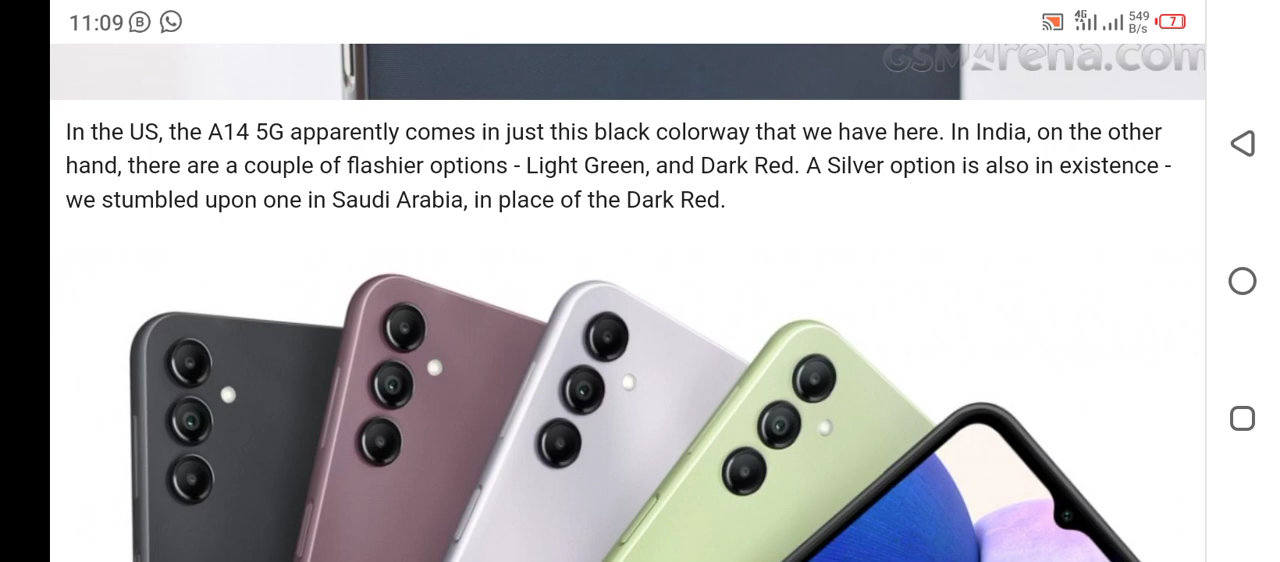 11:09 B
4G 549 B/s 7
GSMArena.com
In the US, the A14 5G apparently comes in just this black colorway that we have here. In India, on the other
hand, there are a couple of flashier options - Light Green, and Dark Red. A Silver option is also in existence -
we stumbled upon one in Saudi Arabia, in place of the Dark Red.